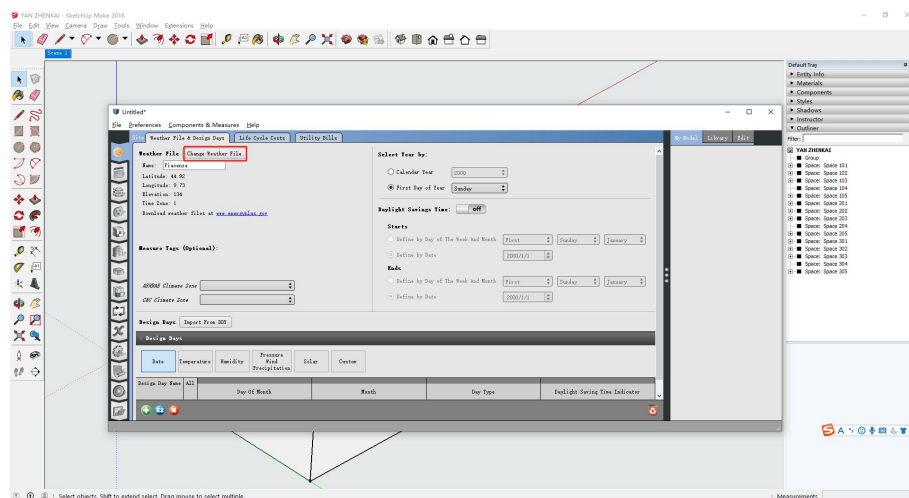 YAN ZHENKAI - SketchUp Make 2016
File Edit View Camera Draw Tools Window Extensions Help
Scene 1
Untitled*
File Preferences Components & Measures Help
Site Weather File & Design Days Life Cycle Costs Utility Bills
My Model Library Edit
Weather File Change Weather File
Name: Piacenza
Latitude: 44.92
Longitude: 9.73
Elevation: 134
Time Zone: 1
Download weather files at www.energyplus.gov
Measure Tags (Optional):
ASHRAE Climate Zone
CEC Climate Zone
Select Year by:
Calendar Year 2000
First Day of Year Sunday
Daylight Savings Time: off
Starts
Define by Day of The Week And Month First Sunday January
Define by Date 2000/1/1
Ends
Define by Day of The Week And Month First Sunday January
Define by Date 2000/1/1
Design Days Import From DDY
Design Days
Date Temperature Humidity Pressure Wind Precipitation Solar Custom
Design Day Name All Day Of Month Month Day Type Daylight Saving Time Indicator
Default Tray
Entity Info
Materials
Components
Styles
Shadows
Instructor
Outliner
Filter:
YAN ZHENKAI
Group
Space: Space 101
Space: Space 102
Space: Space 103
Space: Space 104
Space: Space 105
Space: Space 201
Space: Space 202
Space: Space 203
Space: Space 204
Space: Space 205
Space: Space 301
Space: Space 302
Space: Space 303
Space: Space 304
Space: Space 305
Select objects. Shift to extend select. Drag mouse to select multiple.
Measurements